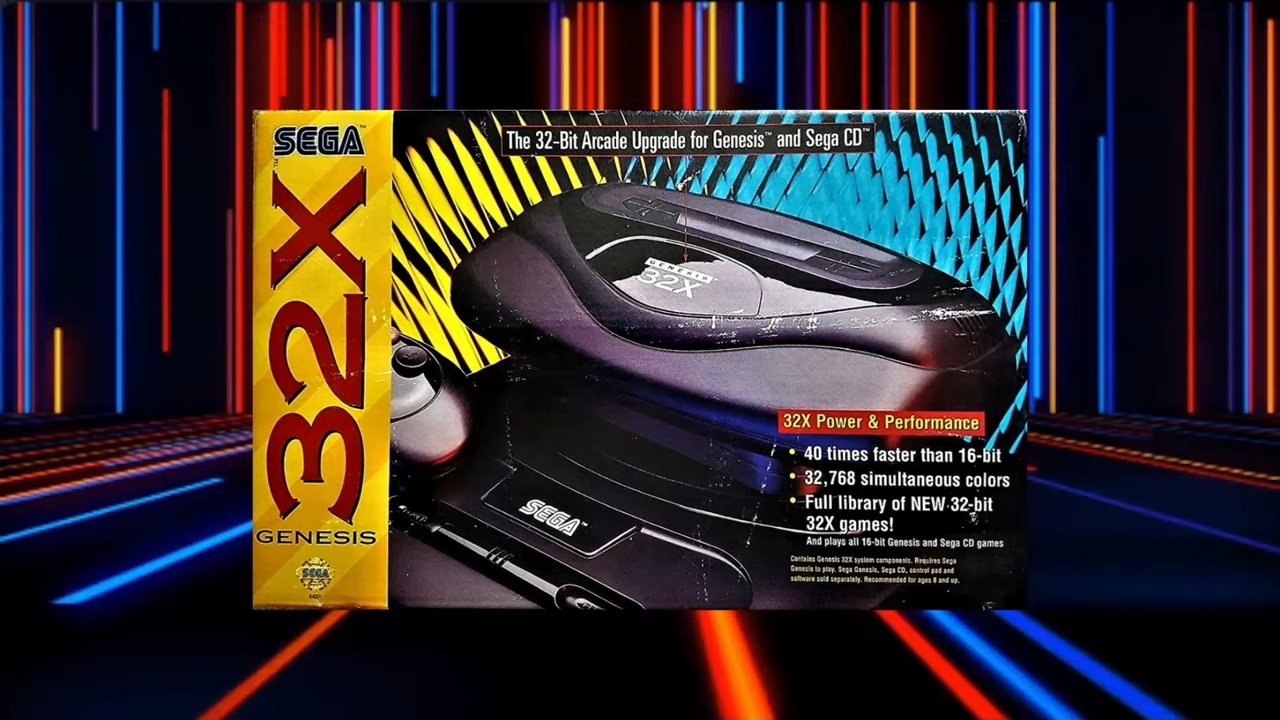 SEGA™
32X™
GENESIS
SEGA
The 32-Bit Arcade Upgrade for Genesis™ and Sega CD™
GENESIS
32X
SEGA™
32X Power & Performance
• 40 times faster than 16-bit
• 32,768 simultaneous colors
• Full library of NEW 32-bit
32X games!
And plays all 16-bit Genesis and Sega CD games
Contains Genesis 32X system components. Requires Sega
Genesis to play. Sega Genesis, Sega CD, control pad and
software sold separately. Recommended for ages 8 and up.